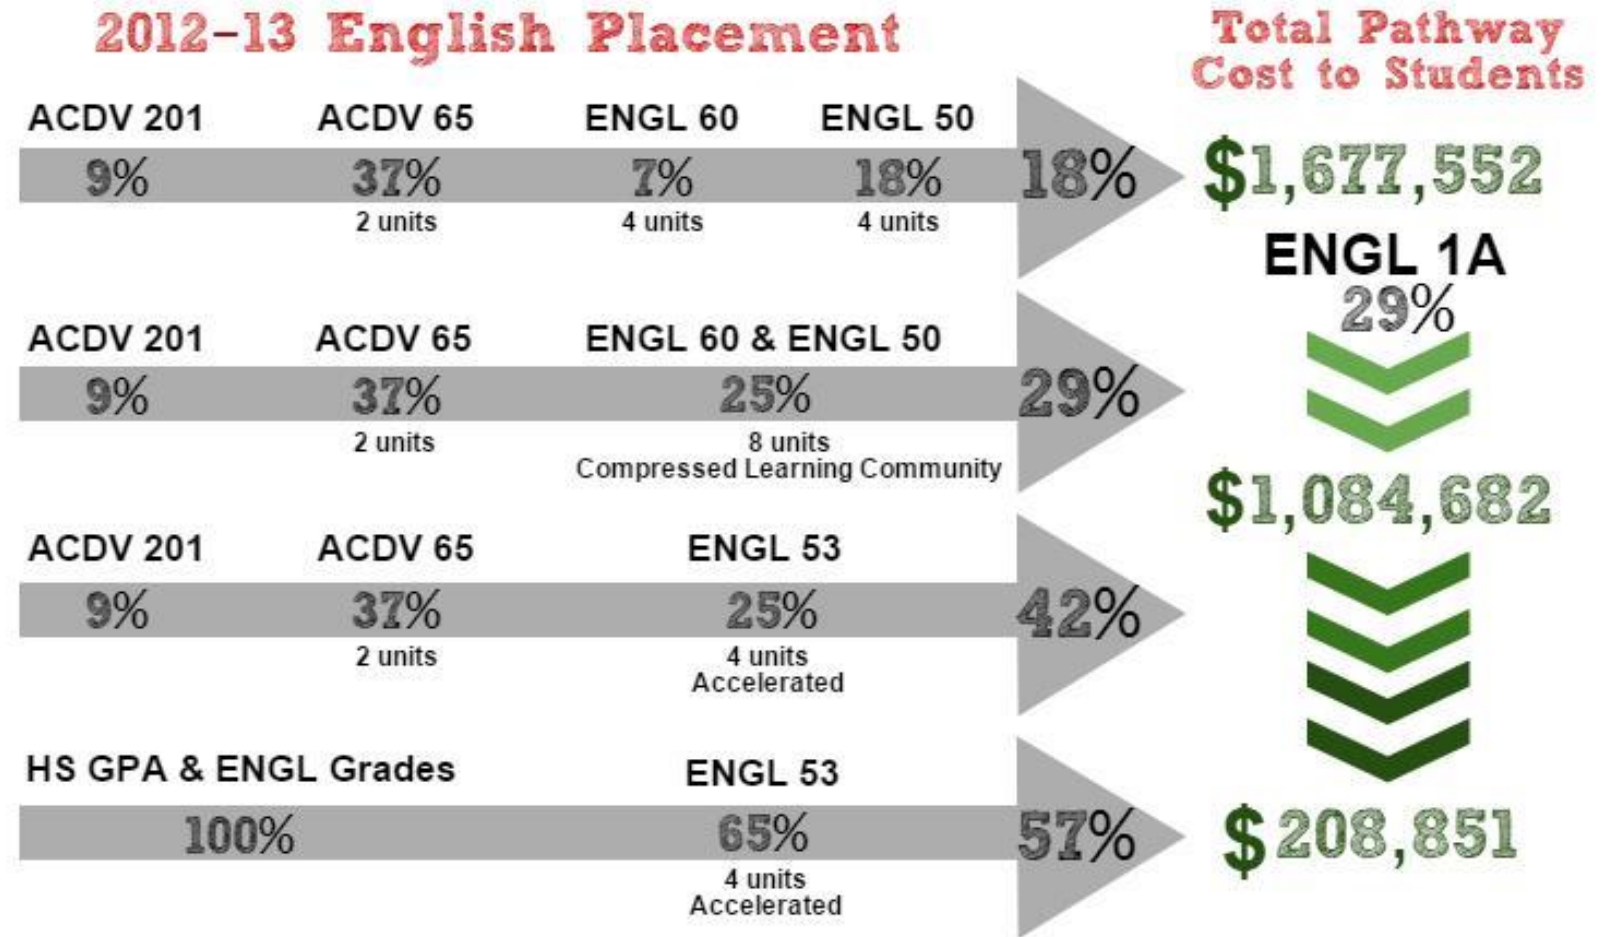 2012-13 English Placement
Total Pathway
Cost to Students
ACDV 201 ACDV 65 ENGL 60 ENGL 50
9% 37% 7% 18% 18% $1,677,552
2 units 4 units 4 units
ENGL 1A
29%
ACDV 201 ACDV 65 ENGL 60 & ENGL 50
9% 37% 25% 29%
2 units 8 units
Compressed Learning Community
$1,084,682
ACDV 201 ACDV 65 ENGL 53
9% 37% 25% 42%
2 units 4 units
Accelerated
HS GPA & ENGL Grades ENGL 53
100% 65% 57% $208,851
4 units
Accelerated